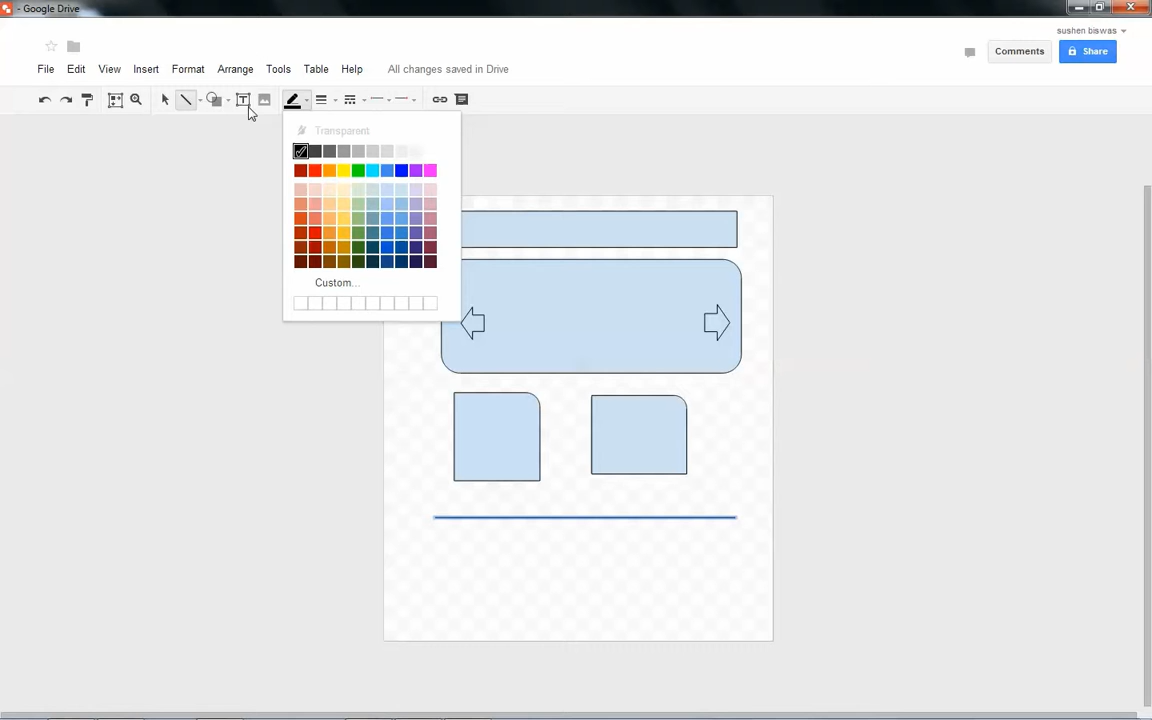 - Google Drive
sushen biswas
Comments
Share
File Edit View Insert Format Arrange Tools Table Help All changes saved in Drive
Transparent
Custom...